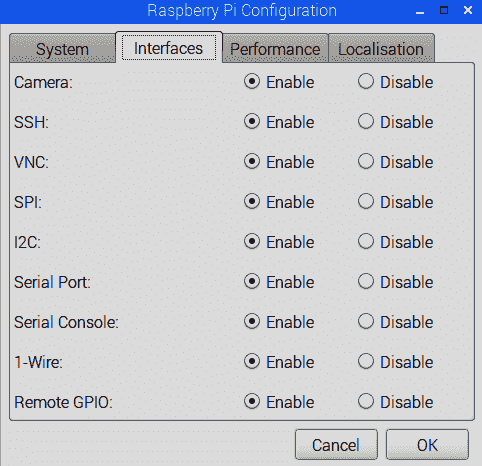 Raspberry Pi Configuration
System Interfaces Performance Localisation
Camera: Enable Disable
SSH: Enable Disable
VNC: Enable Disable
SPI: Enable Disable
I2C: Enable Disable
Serial Port: Enable Disable
Serial Console: Enable Disable
1-Wire: Enable Disable
Remote GPIO: Enable Disable
Cancel OK